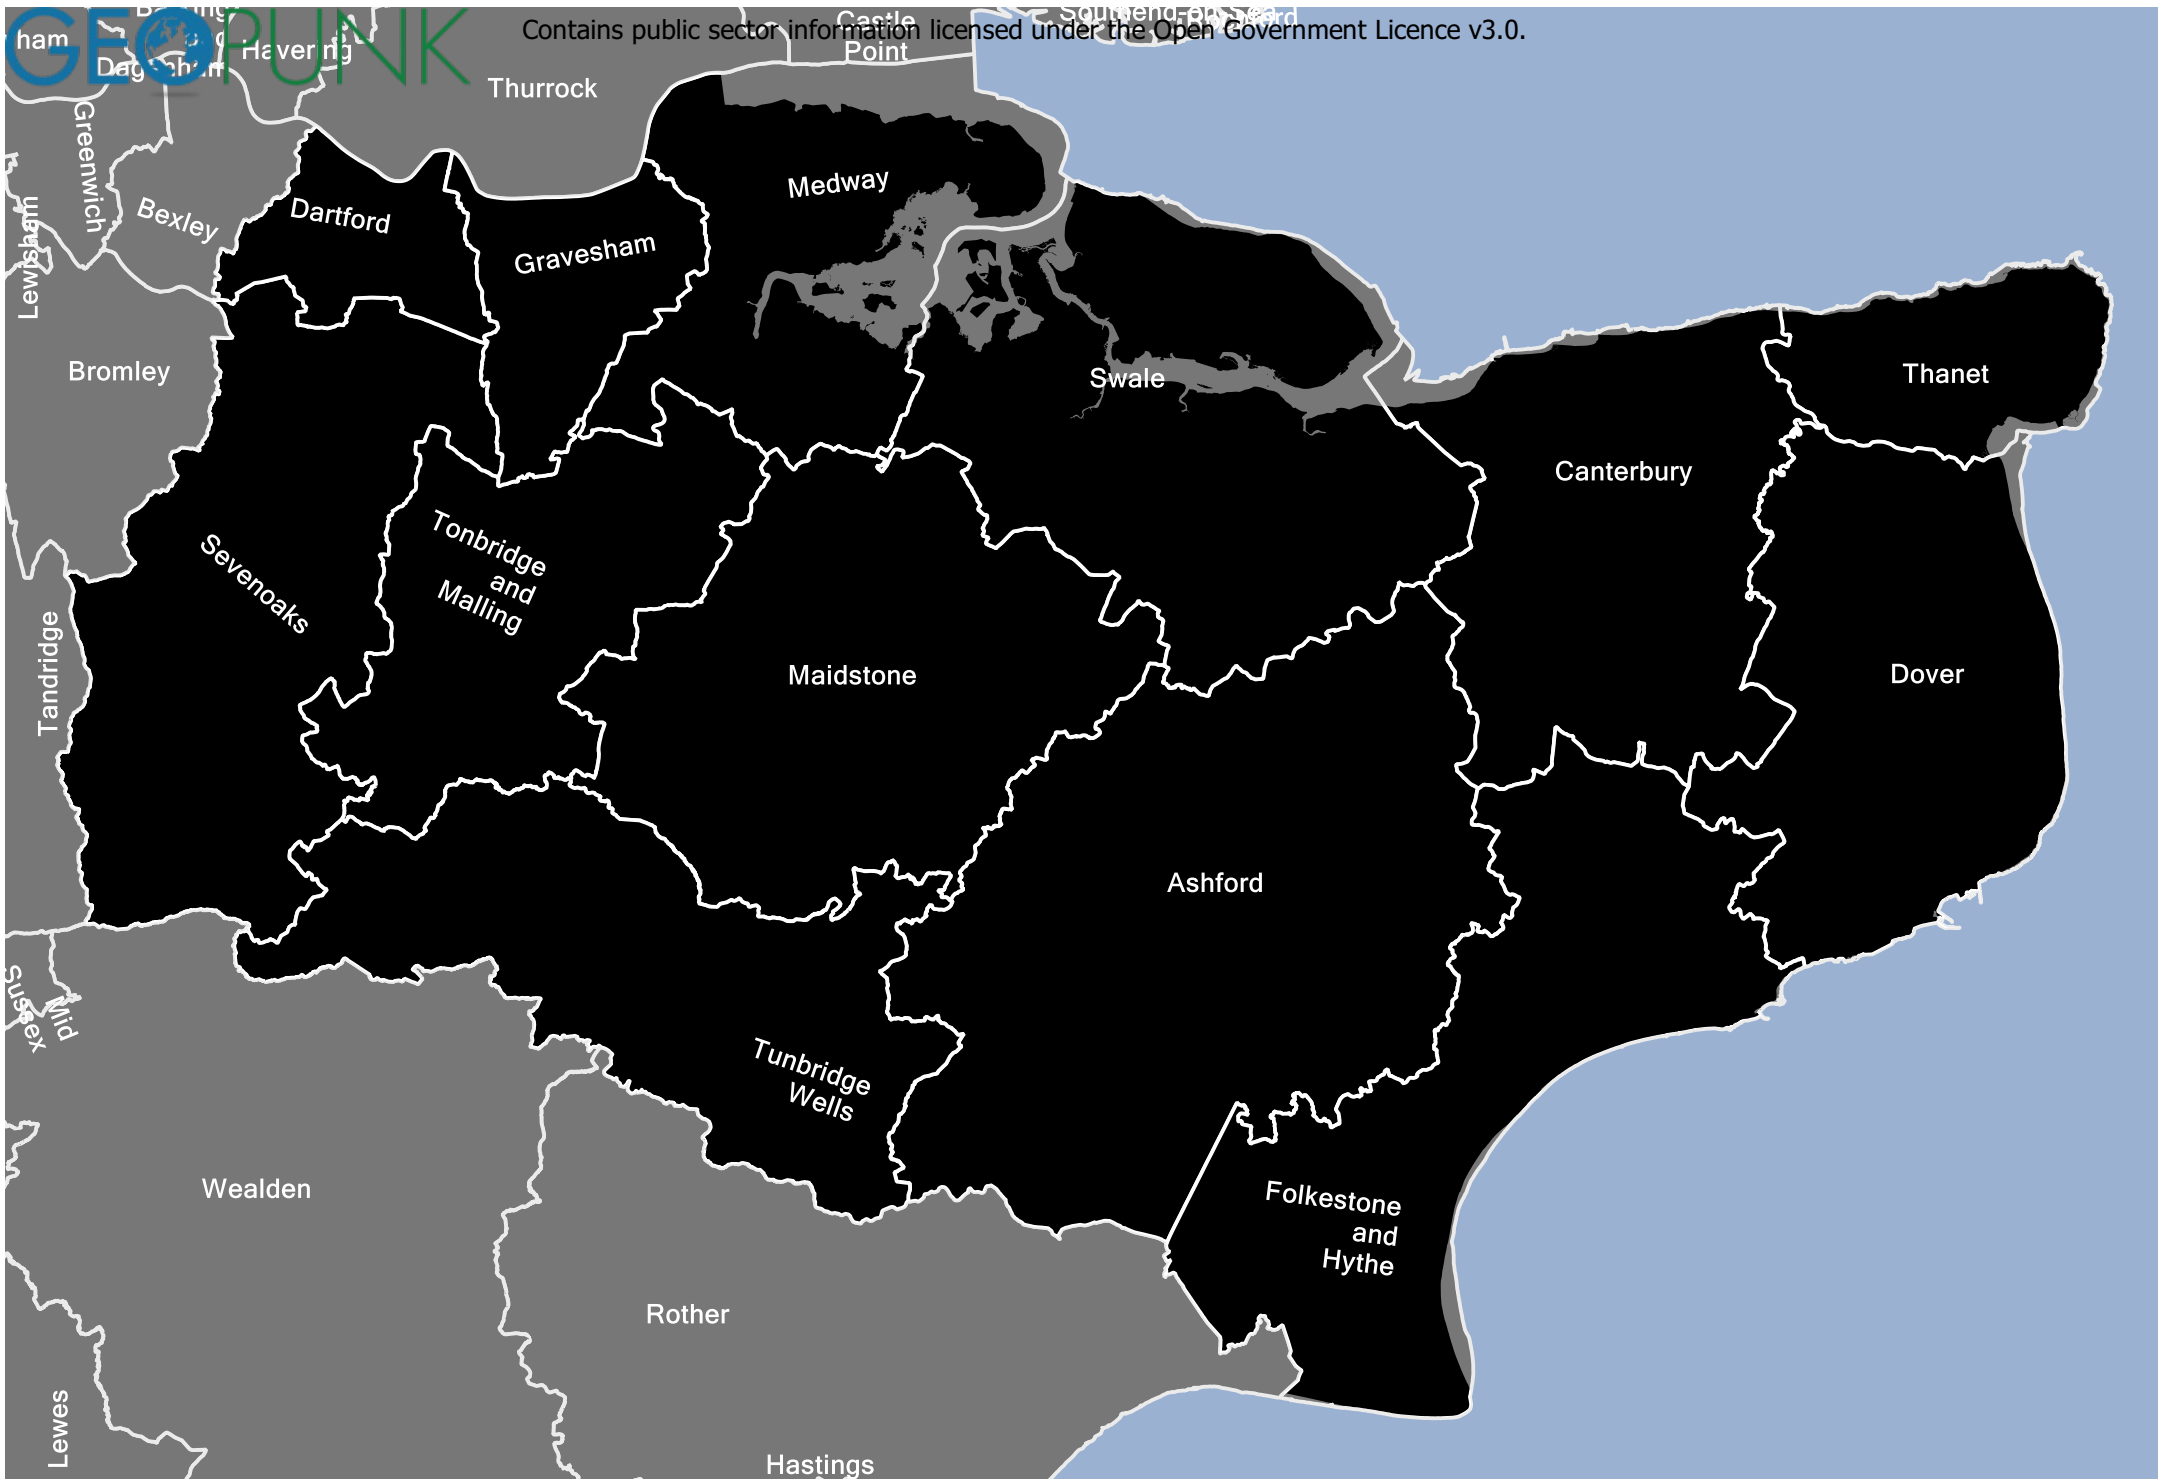 GEOPUNK
Contains public sector information licensed under the Open Government Licence v3.0.
ham
Havering
Castle
Point
Thurrock
Greenwich
Bexley
Lewisham
Dartford
Gravesham
Medway
Bromley
Swale
Thanet
Canterbury
Sevenoaks
Tonbridge
and
Malling
Tandridge
Maidstone
Dover
Ashford
Sussex
Mid
Tunbridge
Wells
Wealden
Folkestone
and
Hythe
Rother
Lewes
Hastings